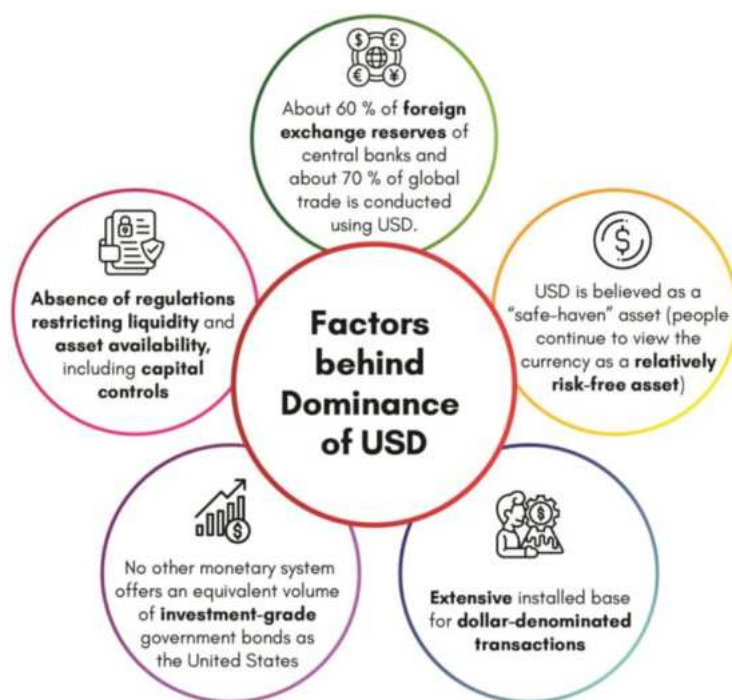 $ £
€ ¥
About 60 % of foreign
exchange reserves of
central banks and
about 70 % of global
trade is conducted
using USD.
Absence of regulations
restricting liquidity and
asset availability,
including capital
controls
$
USD is believed as a
“safe-haven” asset (people
continue to view the
currency as a relatively
risk-free asset)
Factors
behind
Dominance
of USD
$
No other monetary system
offers an equivalent volume
of investment-grade
government bonds as
the United States
$
Extensive installed base
for dollar-denominated
transactions